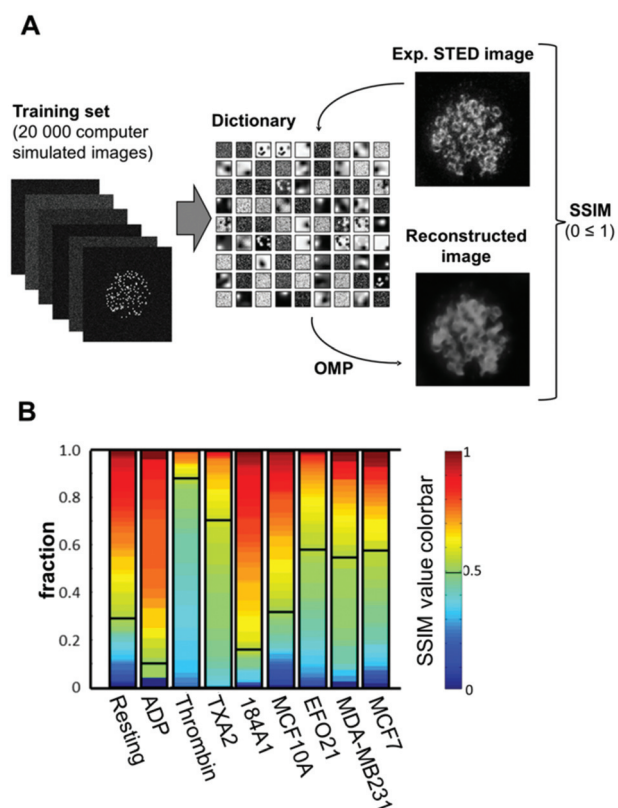 A
Training set
(20 000 computer
simulated images)
Dictionary
Exp. STED image
Reconstructed
image
SSIM
(0 ≤ 1)
OMP
B
fraction
1.0
0.8
0.6
0.4
0.2
0
Resting
ADP
Thrombin
TXA2
184A1
MCF10A
EFO21
MDA-MB231
MCF7
SSIM value colorbar
1
0.5
0